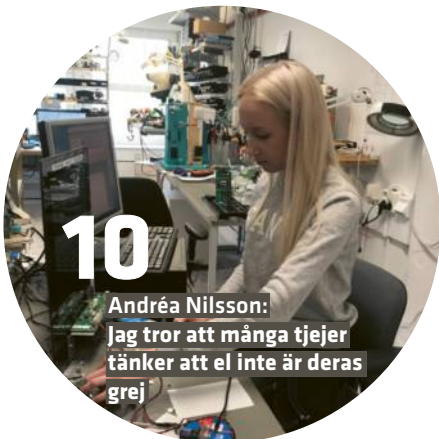 10
Andréa Nilsson:
Jag tror att många tjejer
tänker att el inte är deras
grej